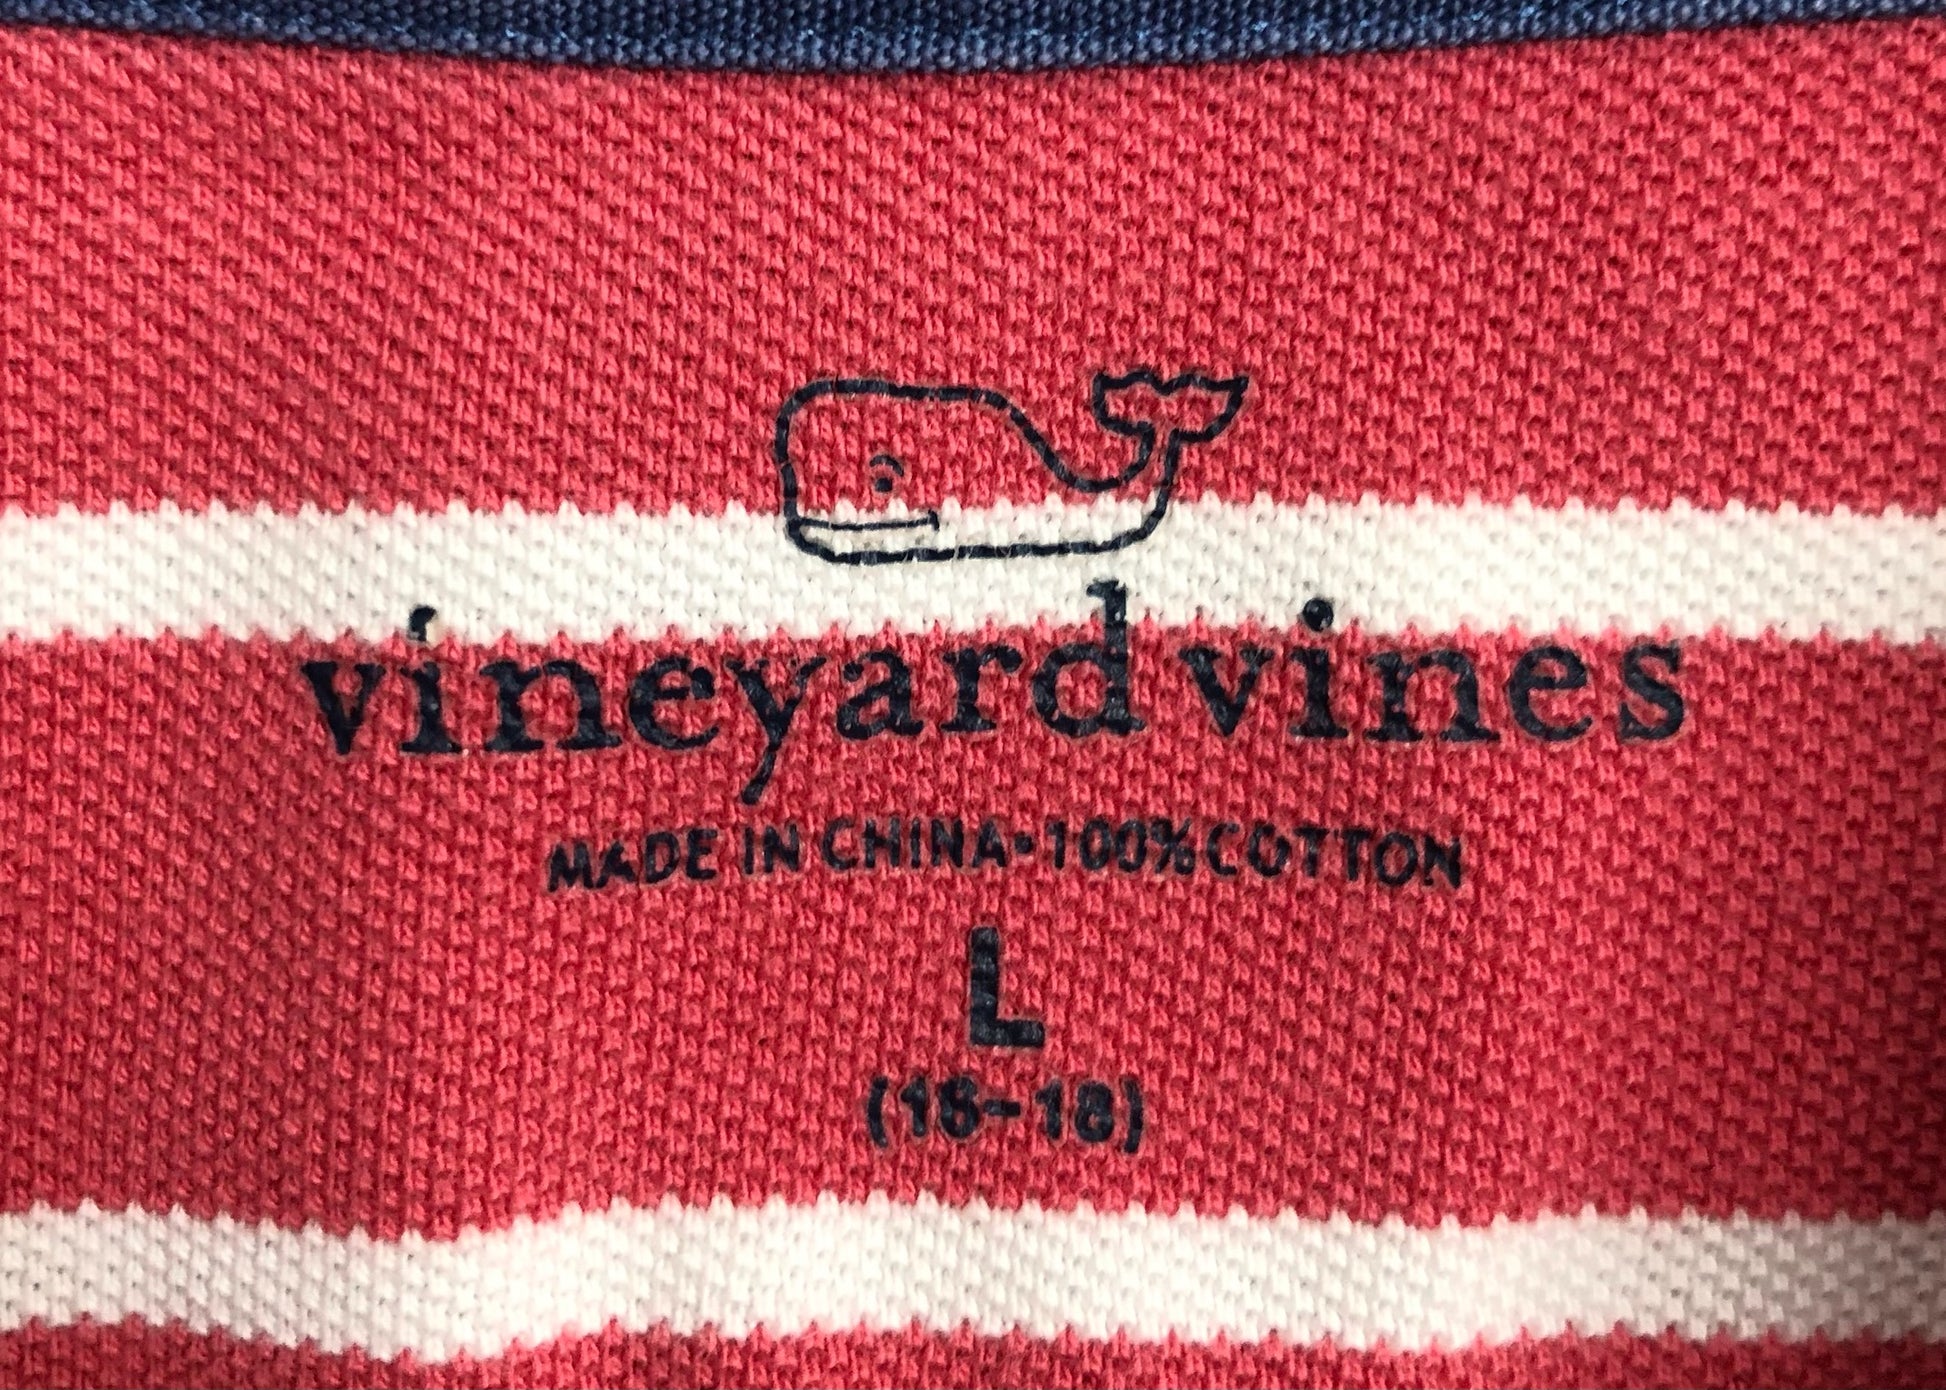 vineyard vines
MADE IN CHINA • 100% COTTON
L
(16-18)